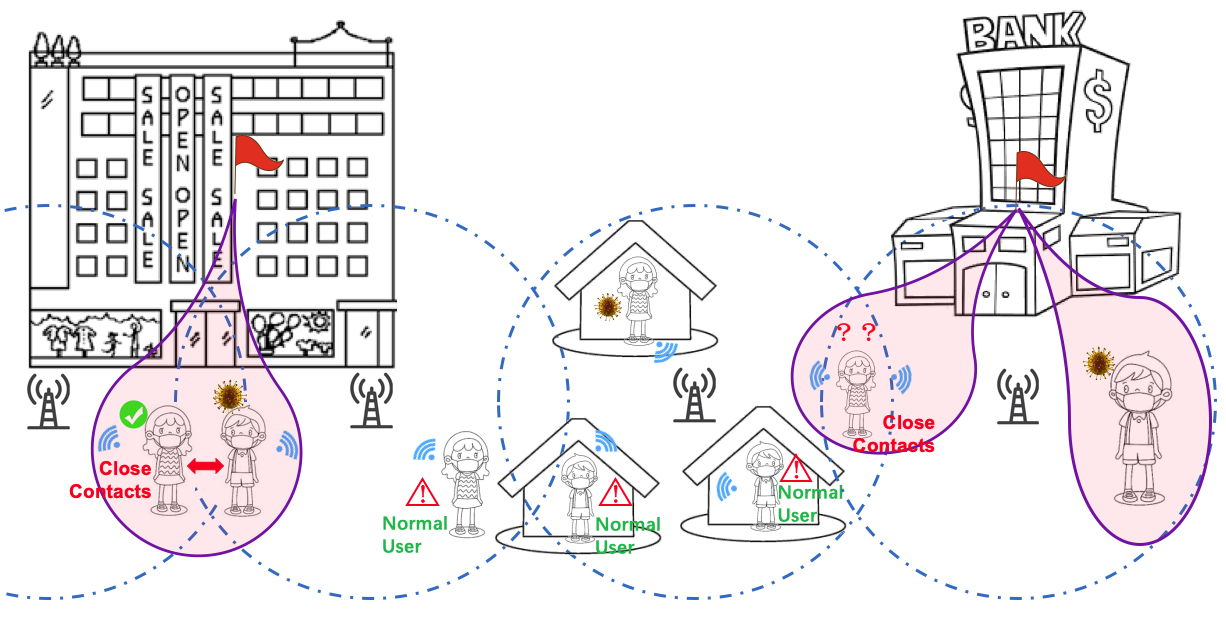 BANK
$
SALE SALE
OPEN OPEN
SALE SALE
? ?
Close
Contacts
Close
Contacts
Normal
User
Normal
User
Normal
User